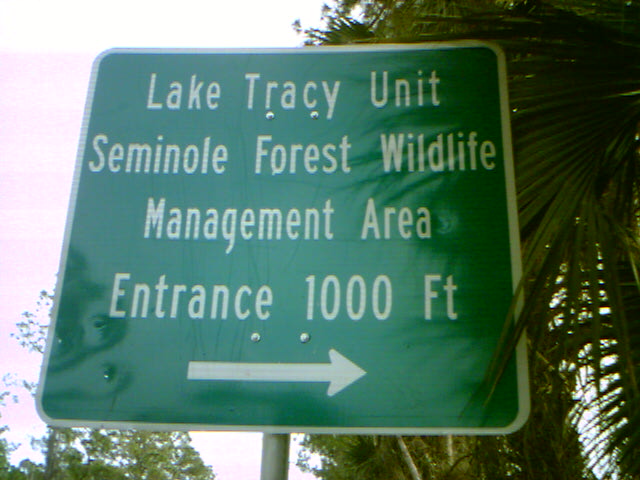 Lake Tracy Unit
Seminole Forest Wildlife
Management Area
Entrance 1000 Ft